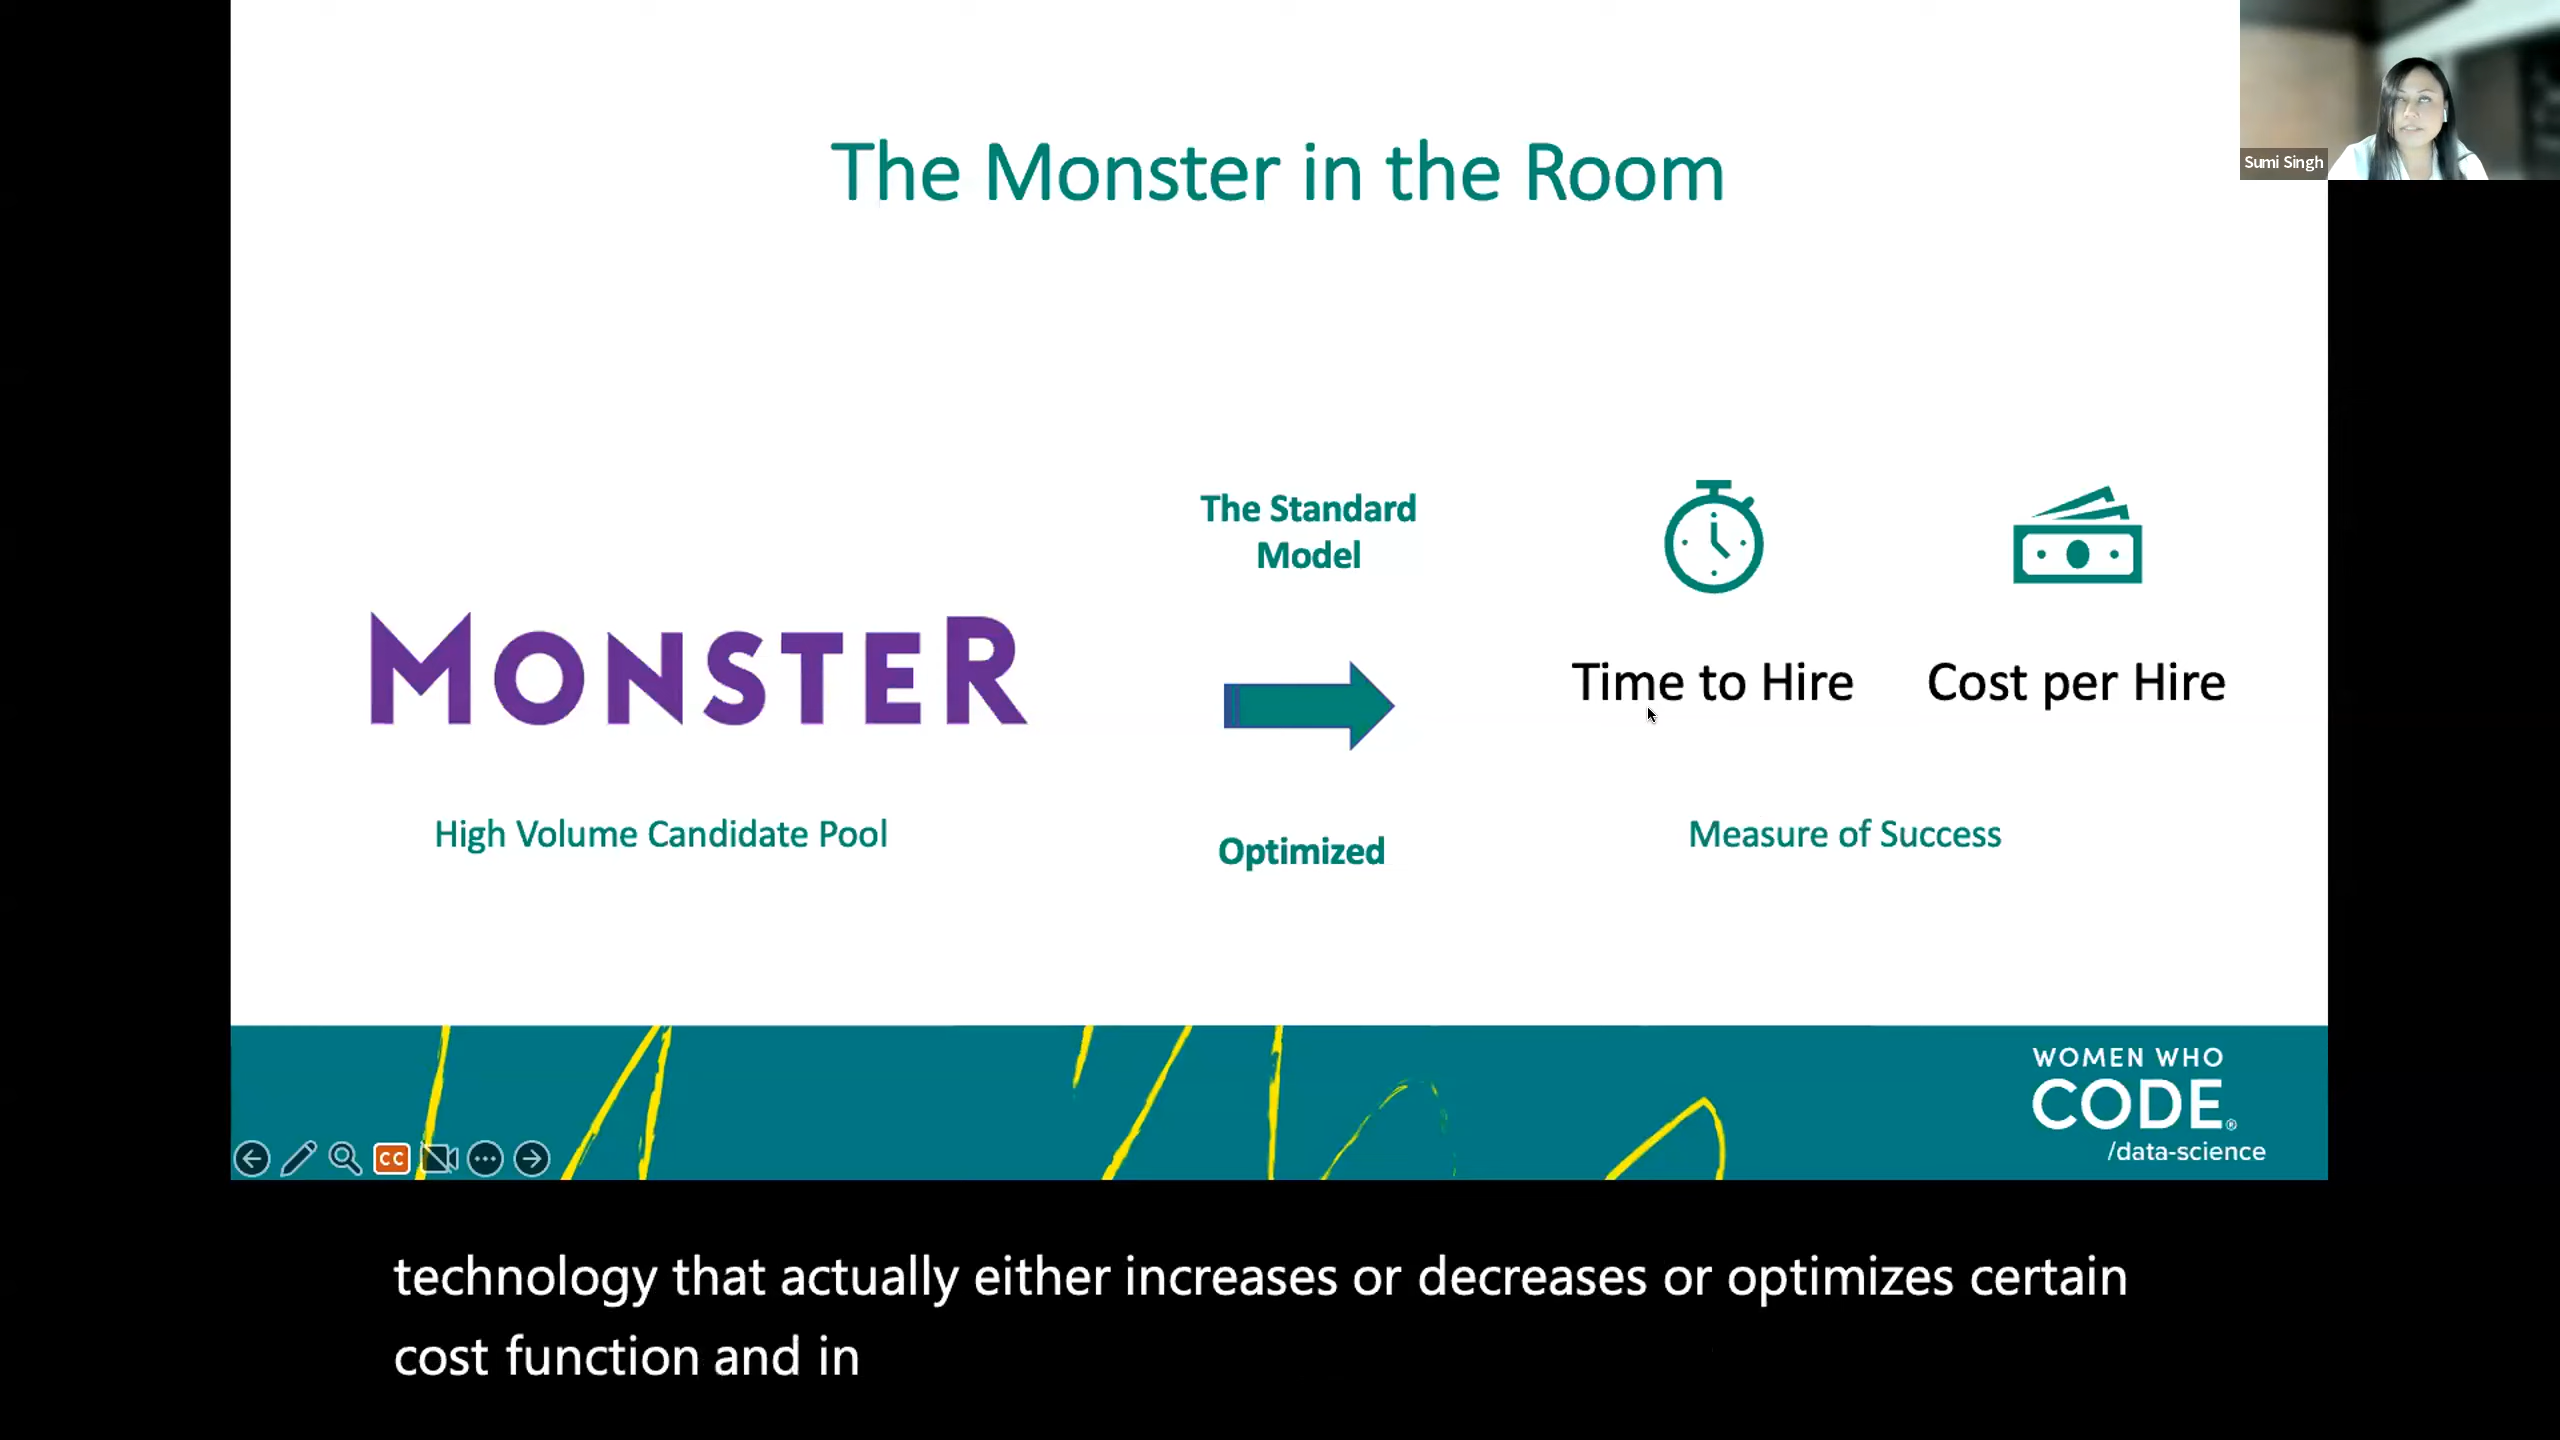 Sumi Singh
The Monster in the Room
The Standard
Model
MONSTER
Time to Hire
Cost per Hire
High Volume Candidate Pool
Optimized
Measure of Success
WOMEN WHO
CODE®
/data-science
CC
technology that actually either increases or decreases or optimizes certain
cost function and in